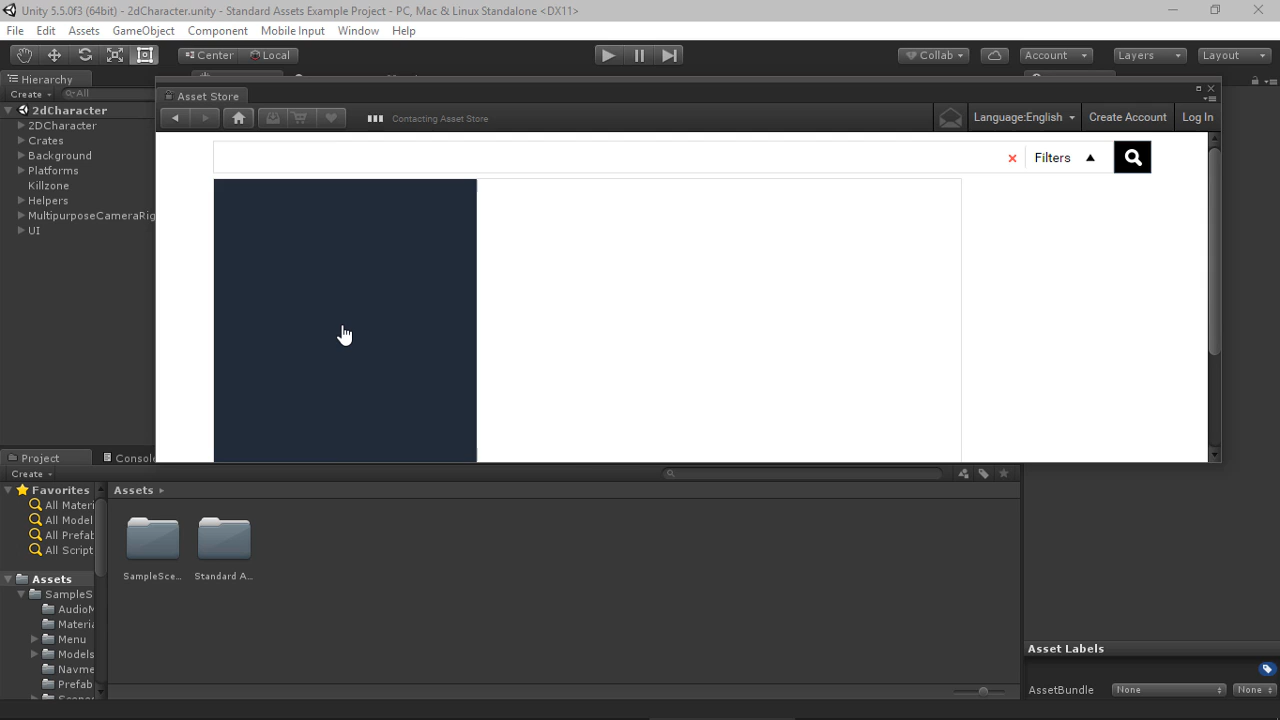 Unity 5.5.0f3 (64bit) - 2dCharacter.unity - Standard Assets Example Project - PC, Mac & Linux Standalone <DX11>
File Edit Assets GameObject Component Mobile Input Window Help
Center Local Collab Account Layers Layout
Hierarchy
Create All
2dCharacter
2DCharacter
Crates
Background
Platforms
Killzone
Helpers
MultipurposeCameraRig
UI
Asset Store
Contacting Asset Store Language:English Create Account Log In
Filters
Project Console
Create
Favorites
All Materi
All Model
All Prefab
All Script
Assets
SampleS
AudioM
Materia
Menu
Models
Navme
Prefab
Assets
SampleSce... Standard A...
Asset Labels
AssetBundle None None